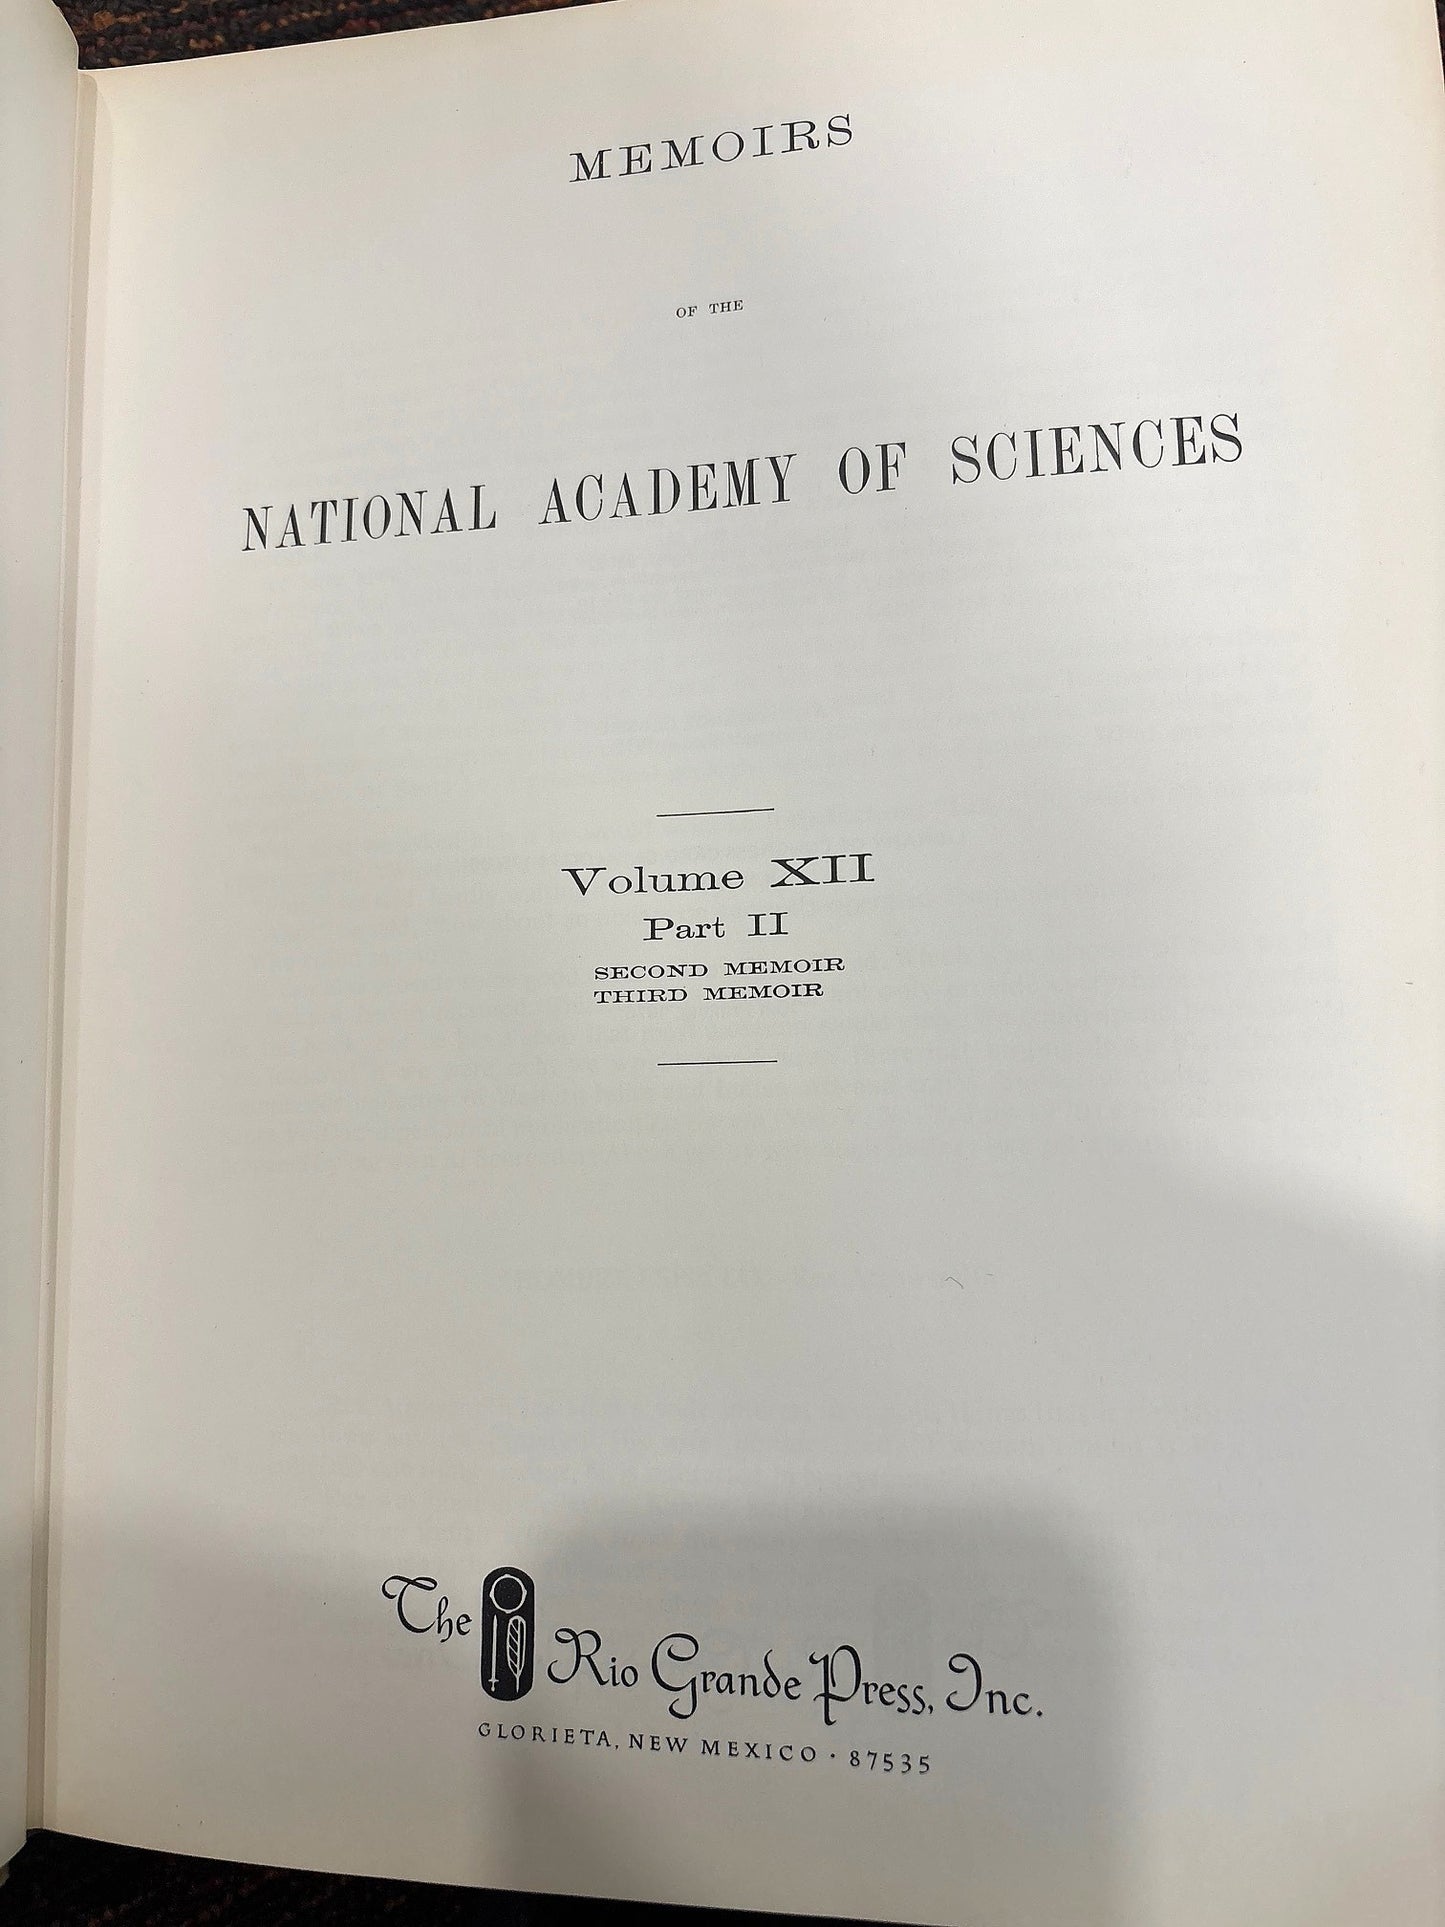 MEMOIRS
OF THE
NATIONAL ACADEMY OF SCIENCES
Volume XII
Part II
SECOND MEMOIR
THIRD MEMOIR
The Rio Grande Press, Inc.
GLORIETA, NEW MEXICO · 87535